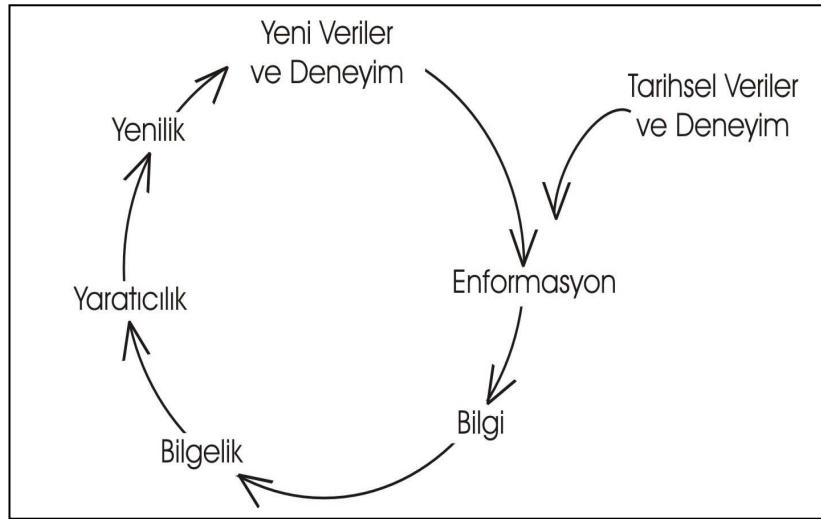 Yeni Veriler
ve Deneyim
Tarihsel Veriler
ve Deneyim
Yenilik
Enformasyon
Yaratıcılık
Bilgi
Bilgelik